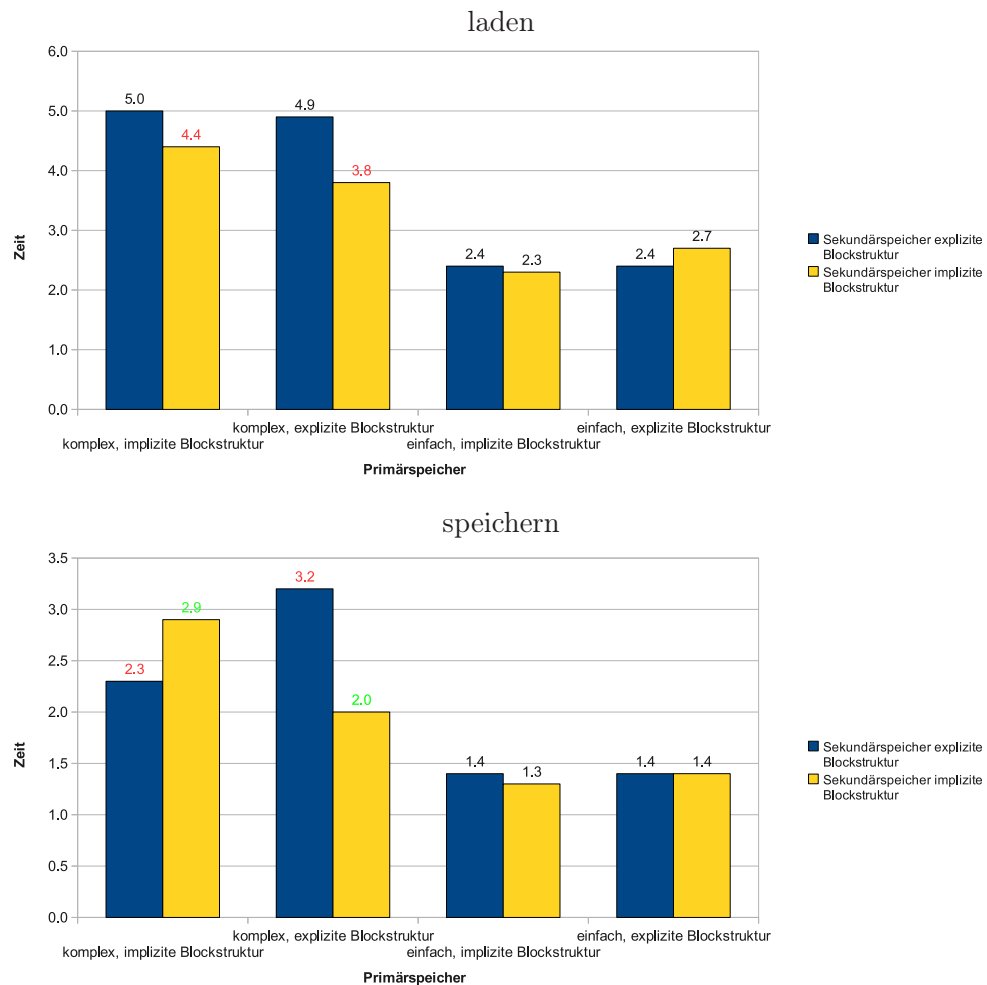 laden
6.0
5.0
4.0
3.0
2.0
1.0
0.0
Zeit
5.0
4.4
4.9
3.8
2.4
2.3
2.4
2.7
komplex, implizite Blockstruktur
komplex, explizite Blockstruktur
einfach, implizite Blockstruktur
einfach, explizite Blockstruktur
Primärspeicher
Sekundärspeicher explizite
Blockstruktur
Sekundärspeicher implizite
Blockstruktur
speichern
3.5
3.0
2.5
2.0
1.5
1.0
0.5
0.0
Zeit
2.3
2.9
3.2
2.0
1.4
1.3
1.4
1.4
komplex, implizite Blockstruktur
komplex, explizite Blockstruktur
einfach, implizite Blockstruktur
einfach, explizite Blockstruktur
Primärspeicher
Sekundärspeicher explizite
Blockstruktur
Sekundärspeicher implizite
Blockstruktur